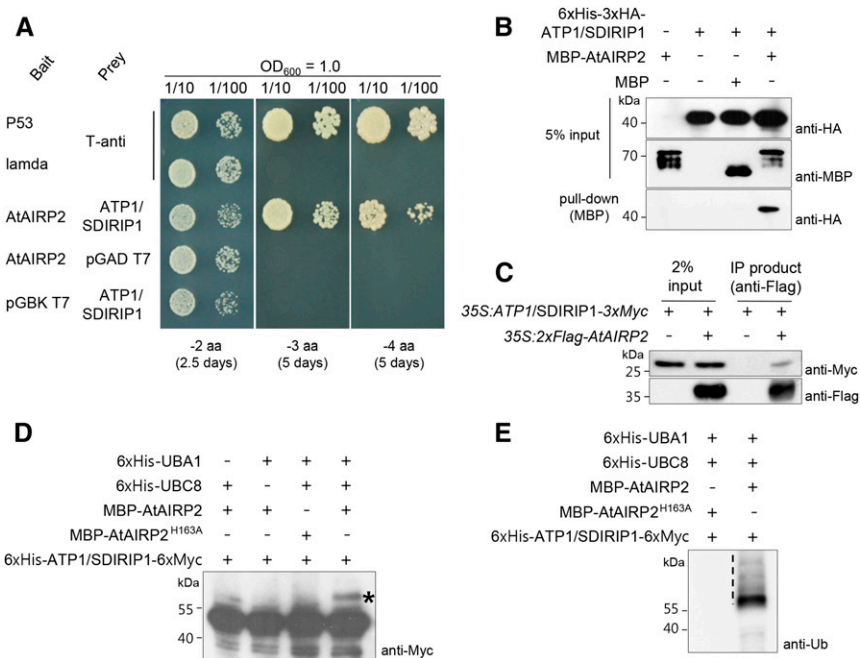 A
Bait
Prey
OD600 = 1.0
1/10 1/100 1/10 1/100 1/10 1/100
P53
T-anti
lamda
AtAIRP2 ATP1/
SDIRIP1
AtAIRP2 pGAD T7
pGBK T7 ATP1/
SDIRIP1
-2 aa
(2.5 days)
-3 aa
(5 days)
-4 aa
(5 days)
B
6xHis-3xHA-
ATP1/SDIRIP1 - + + +
MBP-AtAIRP2 + - - +
MBP - - + -
kDa
5% input
40 anti-HA
70 anti-MBP
pull-down
(MBP)
40 anti-HA
C
2%
input
IP product
(anti-Flag)
35S:ATP1/SDIRIP1-3xMyc + + + +
35S:2xFlag-AtAIRP2 - + - +
kDa
25 anti-Myc
35 anti-Flag
D
6xHis-UBA1 - + + +
6xHis-UBC8 + - + +
MBP-AtAIRP2 + + - +
MBP-AtAIRP2H163A - - + -
6xHis-ATP1/SDIRIP1-6xMyc + + + +
kDa
55
*
40
anti-Myc
E
6xHis-UBA1 + +
6xHis-UBC8 + +
MBP-AtAIRP2 - +
MBP-AtAIRP2H163A + -
6xHis-ATP1/SDIRIP1-6xMyc + +
kDa
55
40
anti-Ub